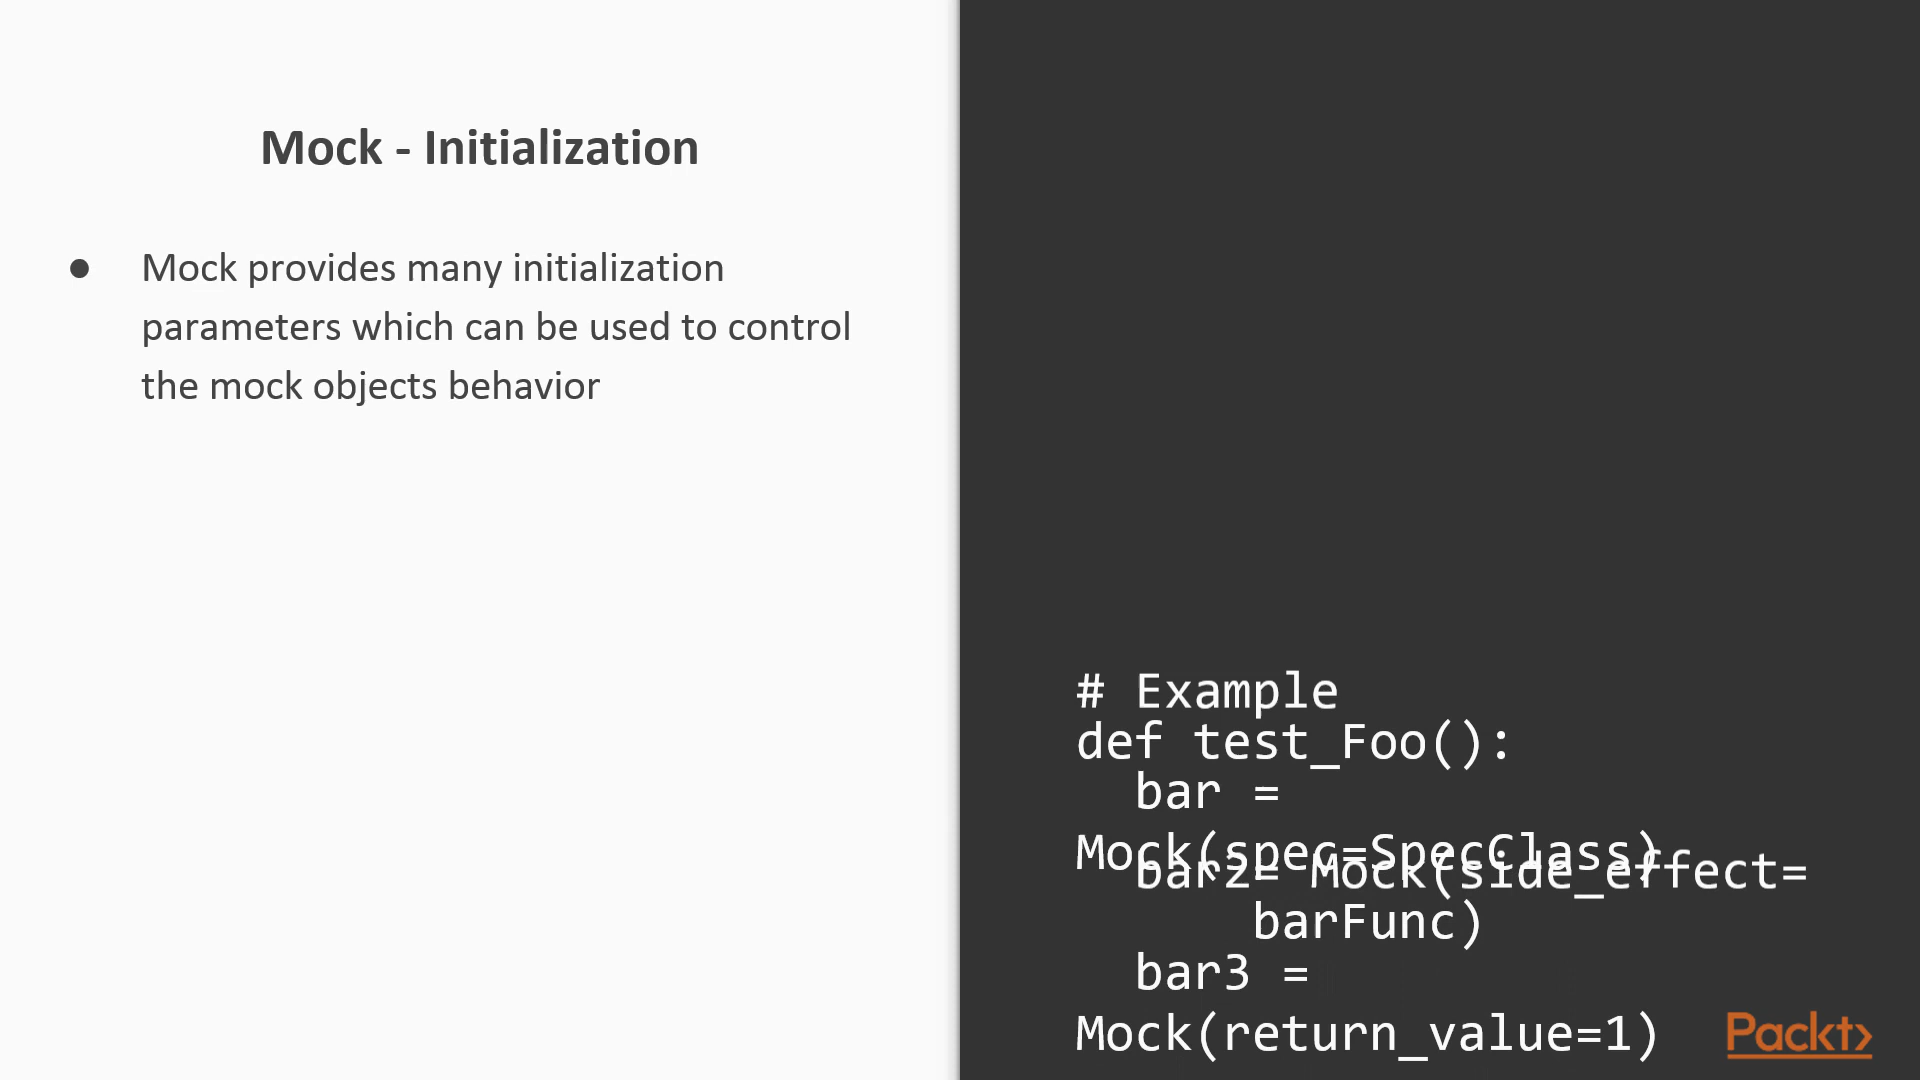 Mock - Initialization
● Mock provides many initialization
parameters which can be used to control
the mock objects behavior
# Example
def test_Foo():
  bar =
Mock(spec=SpecClass)
  bar2= Mock(side_effect=
      barFunc)
  bar3 =
Mock(return_value=1)
Packt>